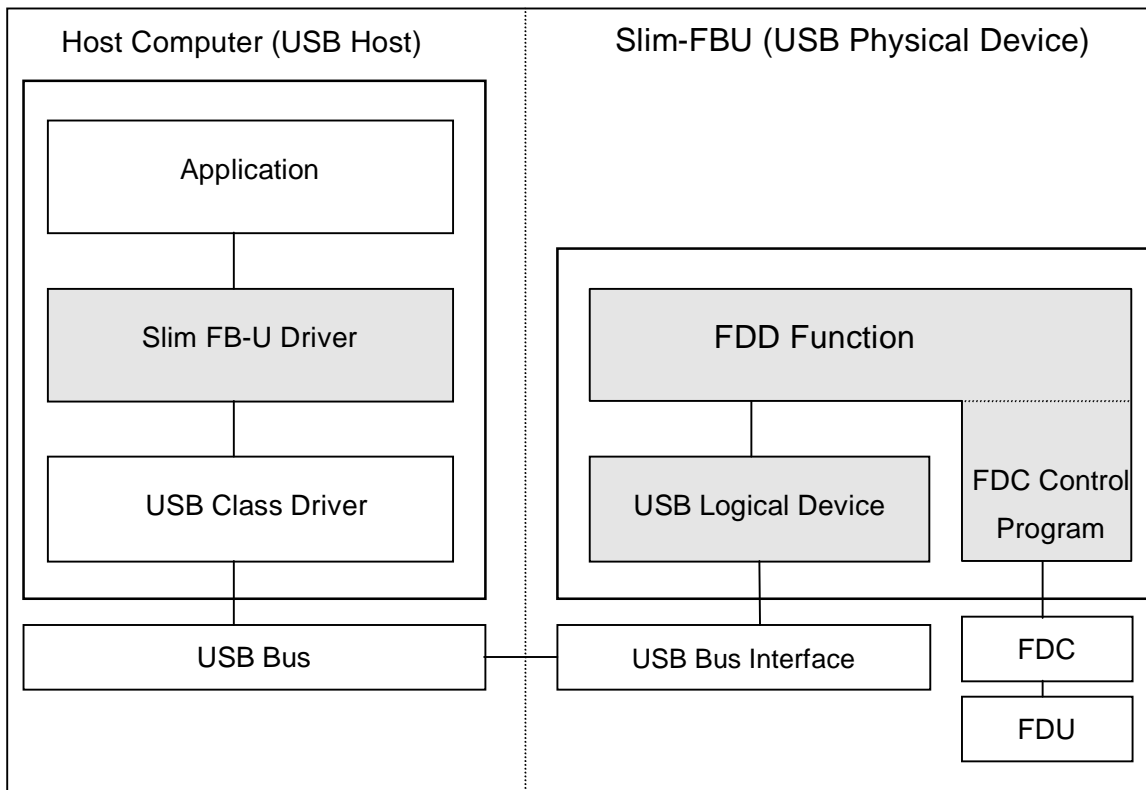 Host Computer (USB Host)
Application
Slim FB-U Driver
USB Class Driver
USB Bus
Slim-FBU (USB Physical Device)
FDD Function
USB Logical Device
FDC Control
Program
USB Bus Interface
FDC
FDU